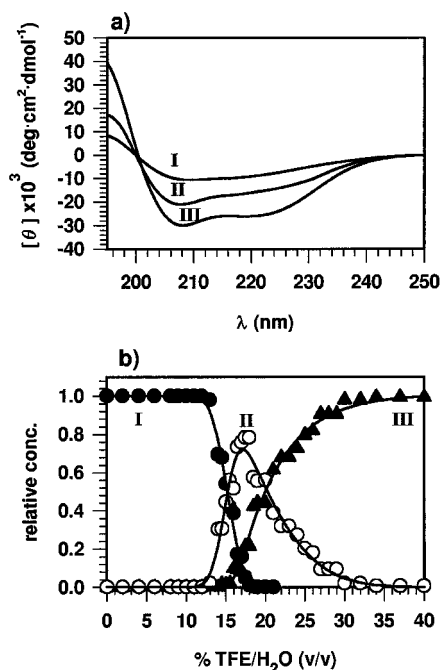 a)
[θ] x10³ (deg·cm²·dmol⁻¹)
50
40
30
20
10
0
-10
-20
-30
-40
I
II
III
200 210 220 230 240 250
λ (nm)
b)
relative conc.
1.0
0.8
0.6
0.4
0.2
0.0
I
II
III
0 5 10 15 20 25 30 35 40
% TFE/H₂O (v/v)